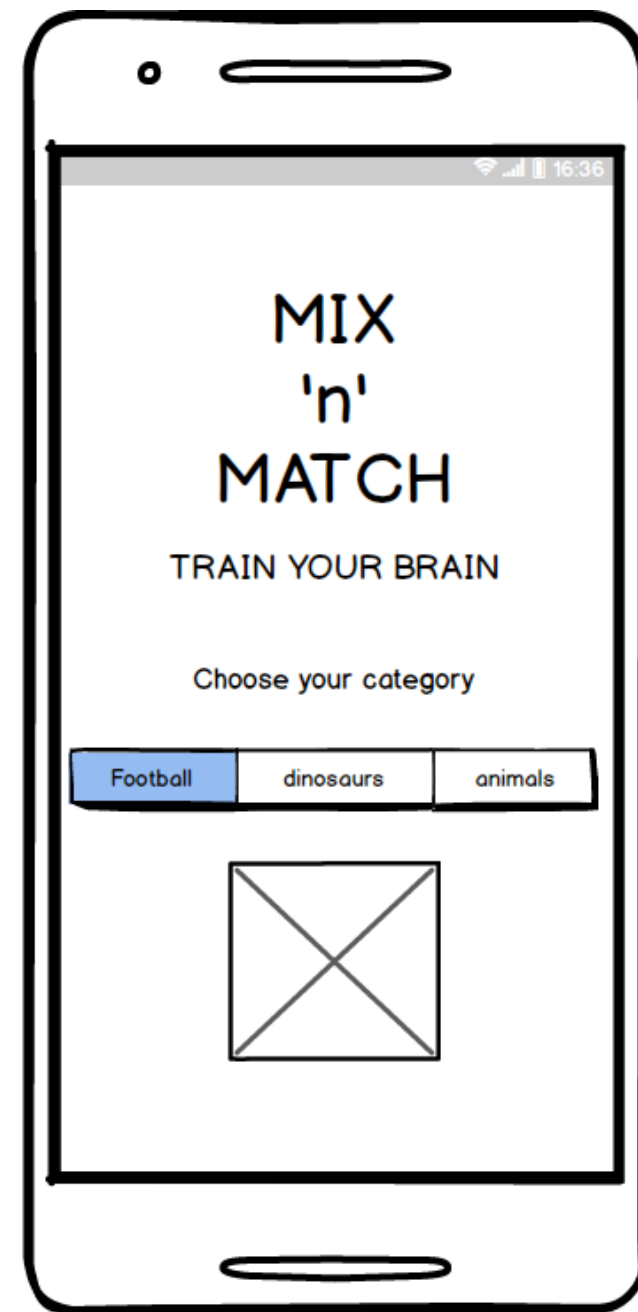 16:36
MIX
'n'
MATCH
TRAIN YOUR BRAIN
Choose your category
Football dinosaurs animals